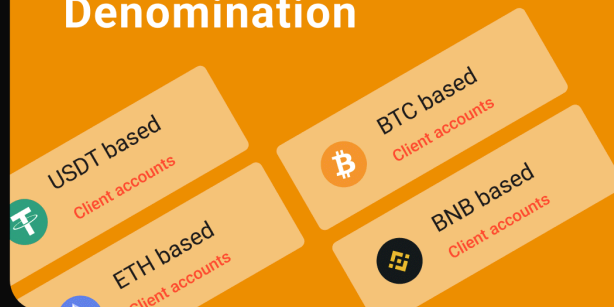 Denomination
USDT based
Client accounts
BTC based
Client accounts
ETH based
Client accounts
BNB based
Client accounts